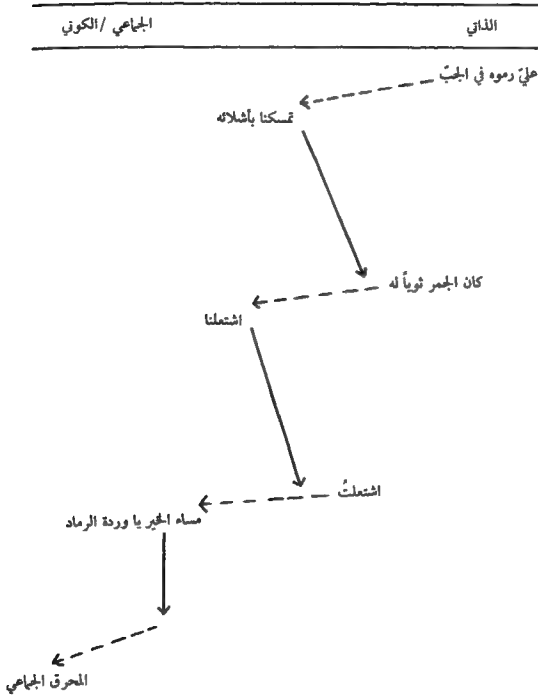 الذاتي
الجماعي / الكوني
عليّ رموه في الجبّ
تمسكنا بأشلائه
كان الجمر ثوباً له
اشتعلنا
اشتعلتُ
مساء الخير يا وردة الرماد
المحرق الجماعي